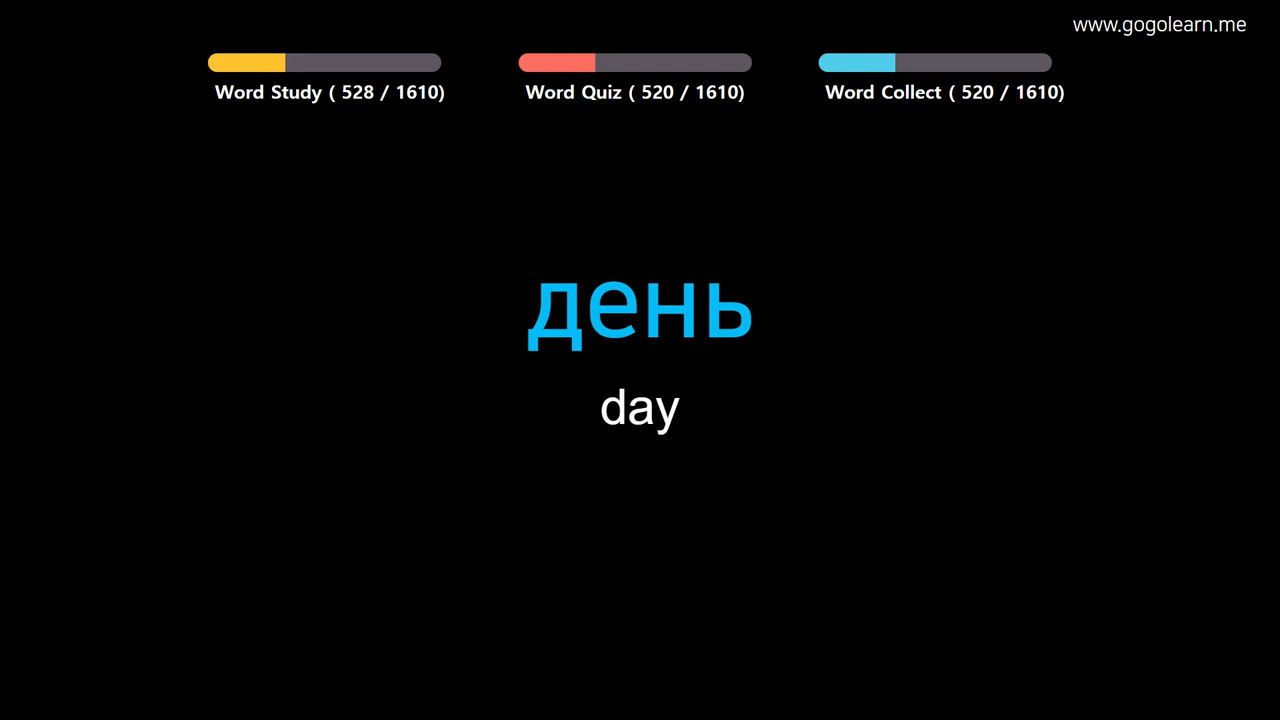 www.gogolearn.me
Word Study ( 528 / 1610)
Word Quiz ( 520 / 1610)
Word Collect ( 520 / 1610)
день
day